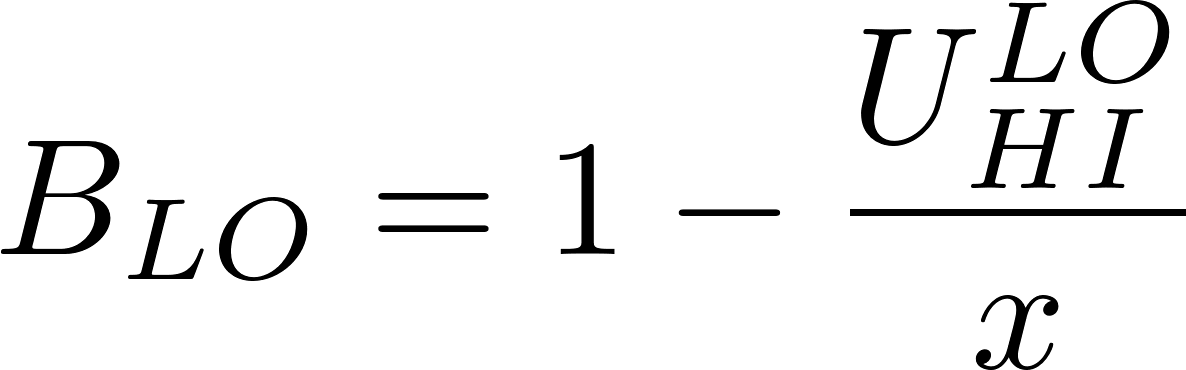 B_{LO} = 1 - \frac{U_{HI}^{LO}}{x}